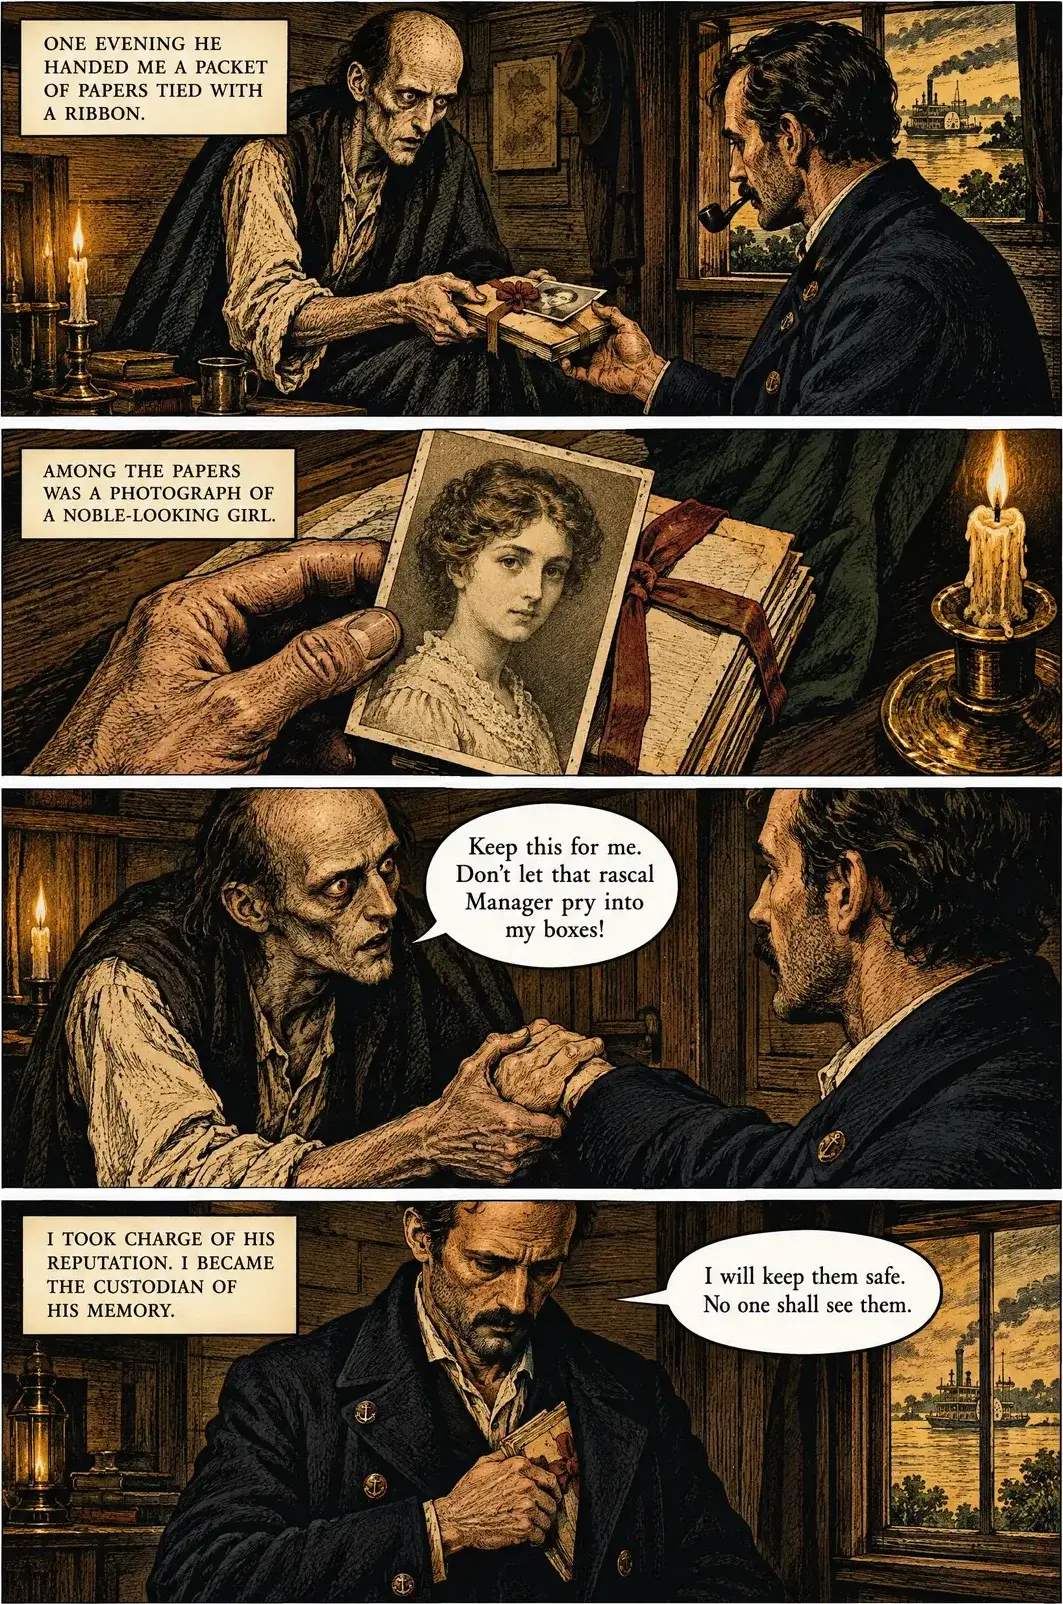 ONE EVENING HE
HANDED ME A PACKET
OF PAPERS TIED WITH
A RIBBON.
AMONG THE PAPERS
WAS A PHOTOGRAPH OF
A NOBLE-LOOKING GIRL.
Keep this for me.
Don't let that rascal
Manager pry into
my boxes!
I TOOK CHARGE OF HIS
REPUTATION. I BECAME
THE CUSTODIAN OF
HIS MEMORY.
I will keep them safe.
No one shall see them.